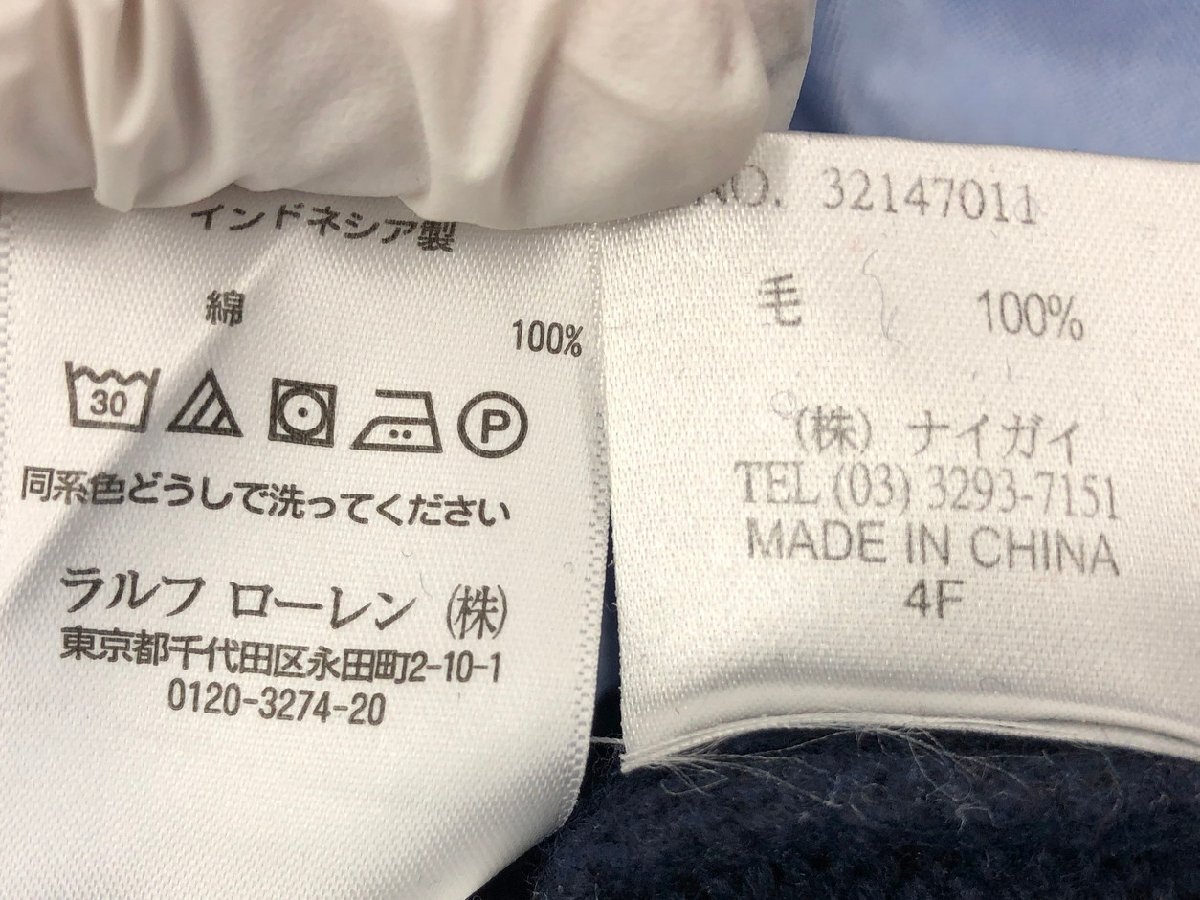 インドネシア製
綿 100%
30
P
同系色どうしで洗ってください
ラルフ ローレン (株)
東京都千代田区永田町2-10-1
0120-3274-20
NO. 32147011
毛 100%
(株) ナイガイ
TEL (03) 3293-7151
MADE IN CHINA
4F